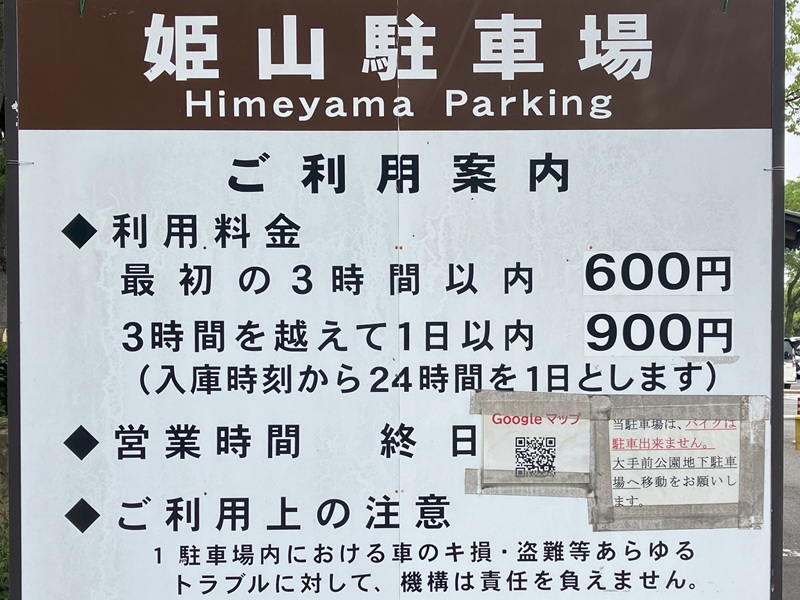 姫山駐車場
Himeyama Parking
ご利用案内
◆利用料金
最初の3時間以内 600円
3時間を越えて1日以内 900円
（入庫時刻から24時間を1日とします）
◆営業時間 終日
Googleマップ
当駐車場は、バイクは
駐車出来ません。
大手前公園地下駐車
場へ移動をお願いし
ます。
◆ご利用上の注意
1 駐車場内における車のキ損・盗難等あらゆる
トラブルに対して、機構は責任を負えません。